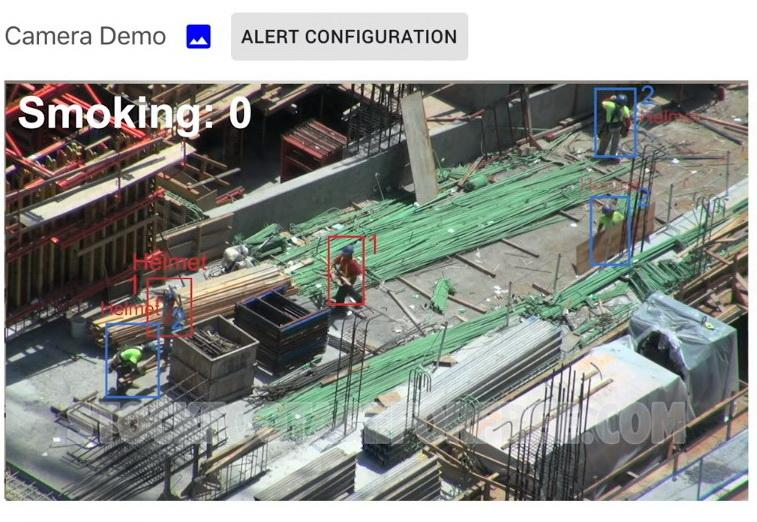 Camera Demo
ALERT CONFIGURATION
Smoking: 0
2
Helmet
1
Helmet
Helmet